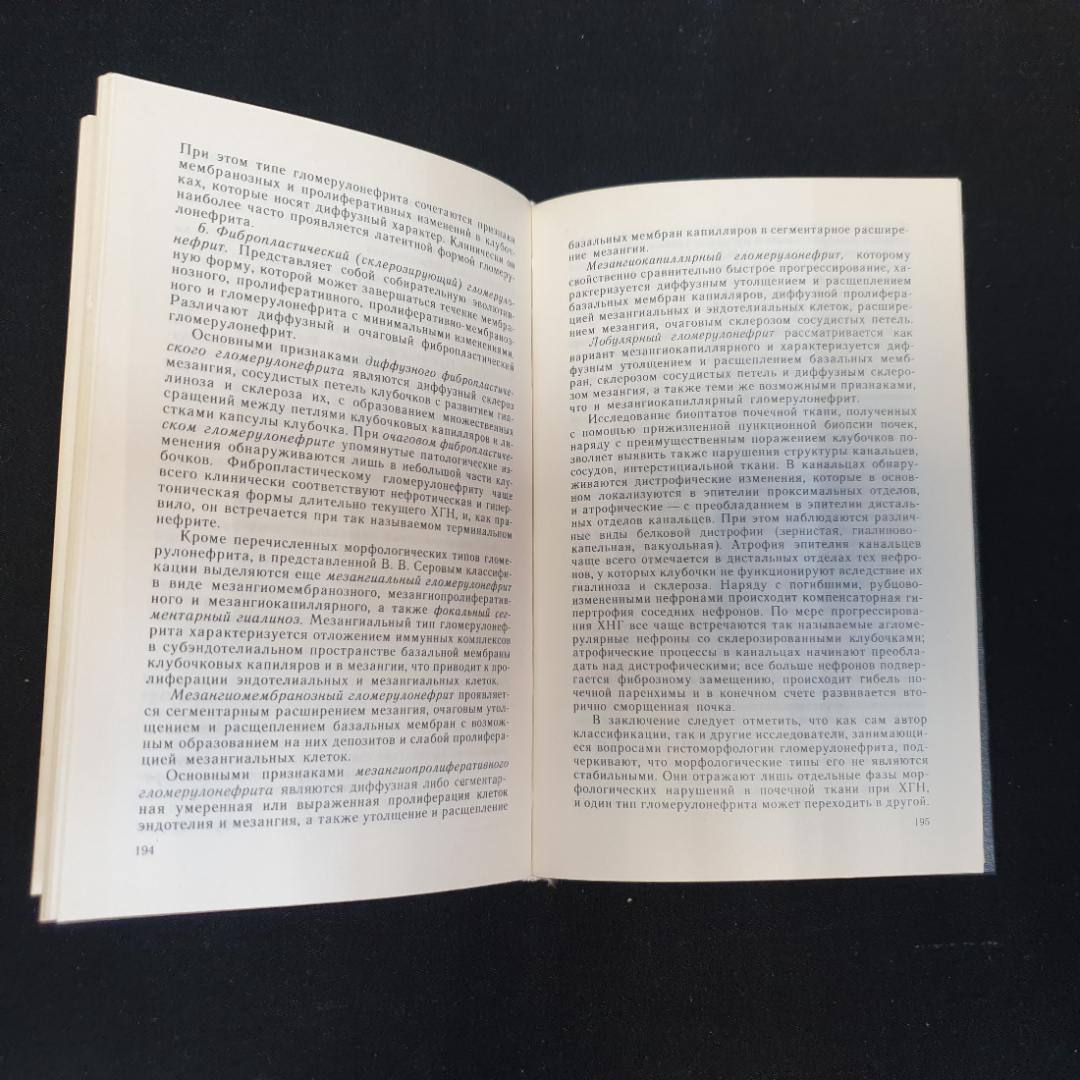 При этом типе гломерулонефрита сочетаются признаки
мембранозных и пролиферативных изменений в клубоч-
ках, которые носят диффузный характер. Клинически он
наиболее часто проявляется латентной формой гломеру-
лонефрита.
6. Фибропластический (склерозирующий) гломеруло-
нефрит. Представляет собой собирательную эволютив-
ную форму, которой может завершаться течение мембра-
нозного, пролиферативного, пролиферативно-мембраноз-
ного и гломерулонефрита с минимальными изменениями.
Различают диффузный и очаговый фибропластический
гломерулонефрит.
Основными признаками диффузного фибропластиче-
ского гломерулонефрита являются диффузный склероз
мезангия, сосудистых петель клубочков с развитием гиа-
линоза и склероза их, с образованием множественных
сращений между петлями клубочковых капилляров и ли-
стками капсулы клубочка. При очаговом фибропластиче-
ском гломерулонефрите упомянутые патологические из-
менения обнаруживаются лишь в небольшой части клу-
бочков. Фибропластическому гломерулонефриту чаще
всего клинически соответствуют нефротическая и гипер-
тоническая формы длительно текущего ХГН, и, как пра-
вило, он встречается при так называемом терминальном
нефрите.
Кроме перечисленных морфологических типов гломе-
рулонефрита, в представленной В. В. Серовым классифи-
кации выделяются еще мезангиальный гломерулонефрит
в виде мезангиомембранозного, мезангиопролифератив-
ного и мезангиокапиллярного, а также фокальный сег-
ментарный гиалиноз. Мезангиальный тип гломерулонеф-
рита характеризуется отложением иммунных комплексов
в субэндотелиальном пространстве базальной мембраны
клубочковых капиляров и в мезангии, что приводит к про-
лиферации эндотелиальных и мезангиальных клеток.
Мезангиомембранозный гломерулонефрит проявляет-
ся сегментарным расширением мезангия, очаговым утол-
щением и расщеплением базальных мембран с возмож-
ным образованием на них депозитов и слабой пролифера-
цией мезангиальных клеток.
Основными признаками мезангиопролиферативного
гломерулонефрита являются диффузная либо сегментар-
ная умеренная или выраженная пролиферация клеток
эндотелия и мезангия, а также утолщение и расщепление
194
базальных мембран капилляров в сегментарное расшире-
ние мезангия.
Мезангиокапиллярный гломерулонефрит, которому
свойственно сравнительно быстрое прогрессирование, ха-
рактеризуется диффузным утолщением и расщеплением
базальных мембран капилляров, диффузной пролифера-
цией мезангиальных и эндотелиальных клеток, расшире-
нием мезангия, очаговым склерозом сосудистых петель.
Лобулярный гломерулонефрит рассматривается как
вариант мезангиокапиллярного и характеризуется диф-
фузным утолщением и расщеплением базальных мемб-
ран, склерозом сосудистых петель и диффузным склеро-
зом мезангия, а также теми же возможными признаками,
что и мезангиокапиллярный гломерулонефрит.
Исследование биоптатов почечной ткани, полученных
с помощью прижизненной пункционной биопсии почек,
наряду с преимущественным поражением клубочков по-
зволяет выявить также нарушения структуры канальцев,
сосудов, интерстициальной ткани. В канальцах обнару-
живаются дистрофические изменения, которые в основ-
ном локализуются в эпителии проксимальных отделов,
и атрофические — с преобладанием в эпителии дисталь-
ных отделов канальцев. При этом наблюдаются различ-
ные виды белковой дистрофии (зернистая, гиалиново-
капельная, вакуольная). Атрофия эпителия канальцев
чаще всего отмечается в дистальных отделах тех нефро-
нов, у которых клубочки не функционируют вследствие их
гиалиноза и склероза. Наряду с погибшими, рубцово-
измененными нефронами происходит компенсаторная ги-
пертрофия соседних нефронов. По мере прогрессирова-
ния ХНГ все чаще встречаются так называемые агломе-
рулярные нефроны со склерозированными клубочками;
атрофические процессы в канальцах начинают преобла-
дать над дистрофическими; все больше нефронов подвер-
гается фиброзному замещению, происходит гибель по-
чечной паренхимы и в конечном счете развивается вто-
рично сморщенная почка.
В заключение следует отметить, что как сам автор
классификации, так и другие исследователи, занимающи-
еся вопросами гистоморфологии гломерулонефрита, под-
черкивают, что морфологические типы его не являются
стабильными. Они отражают лишь отдельные фазы мор-
фологических нарушений в почечной ткани при ХГН,
и один тип гломерулонефрита может переходить в другой.
195